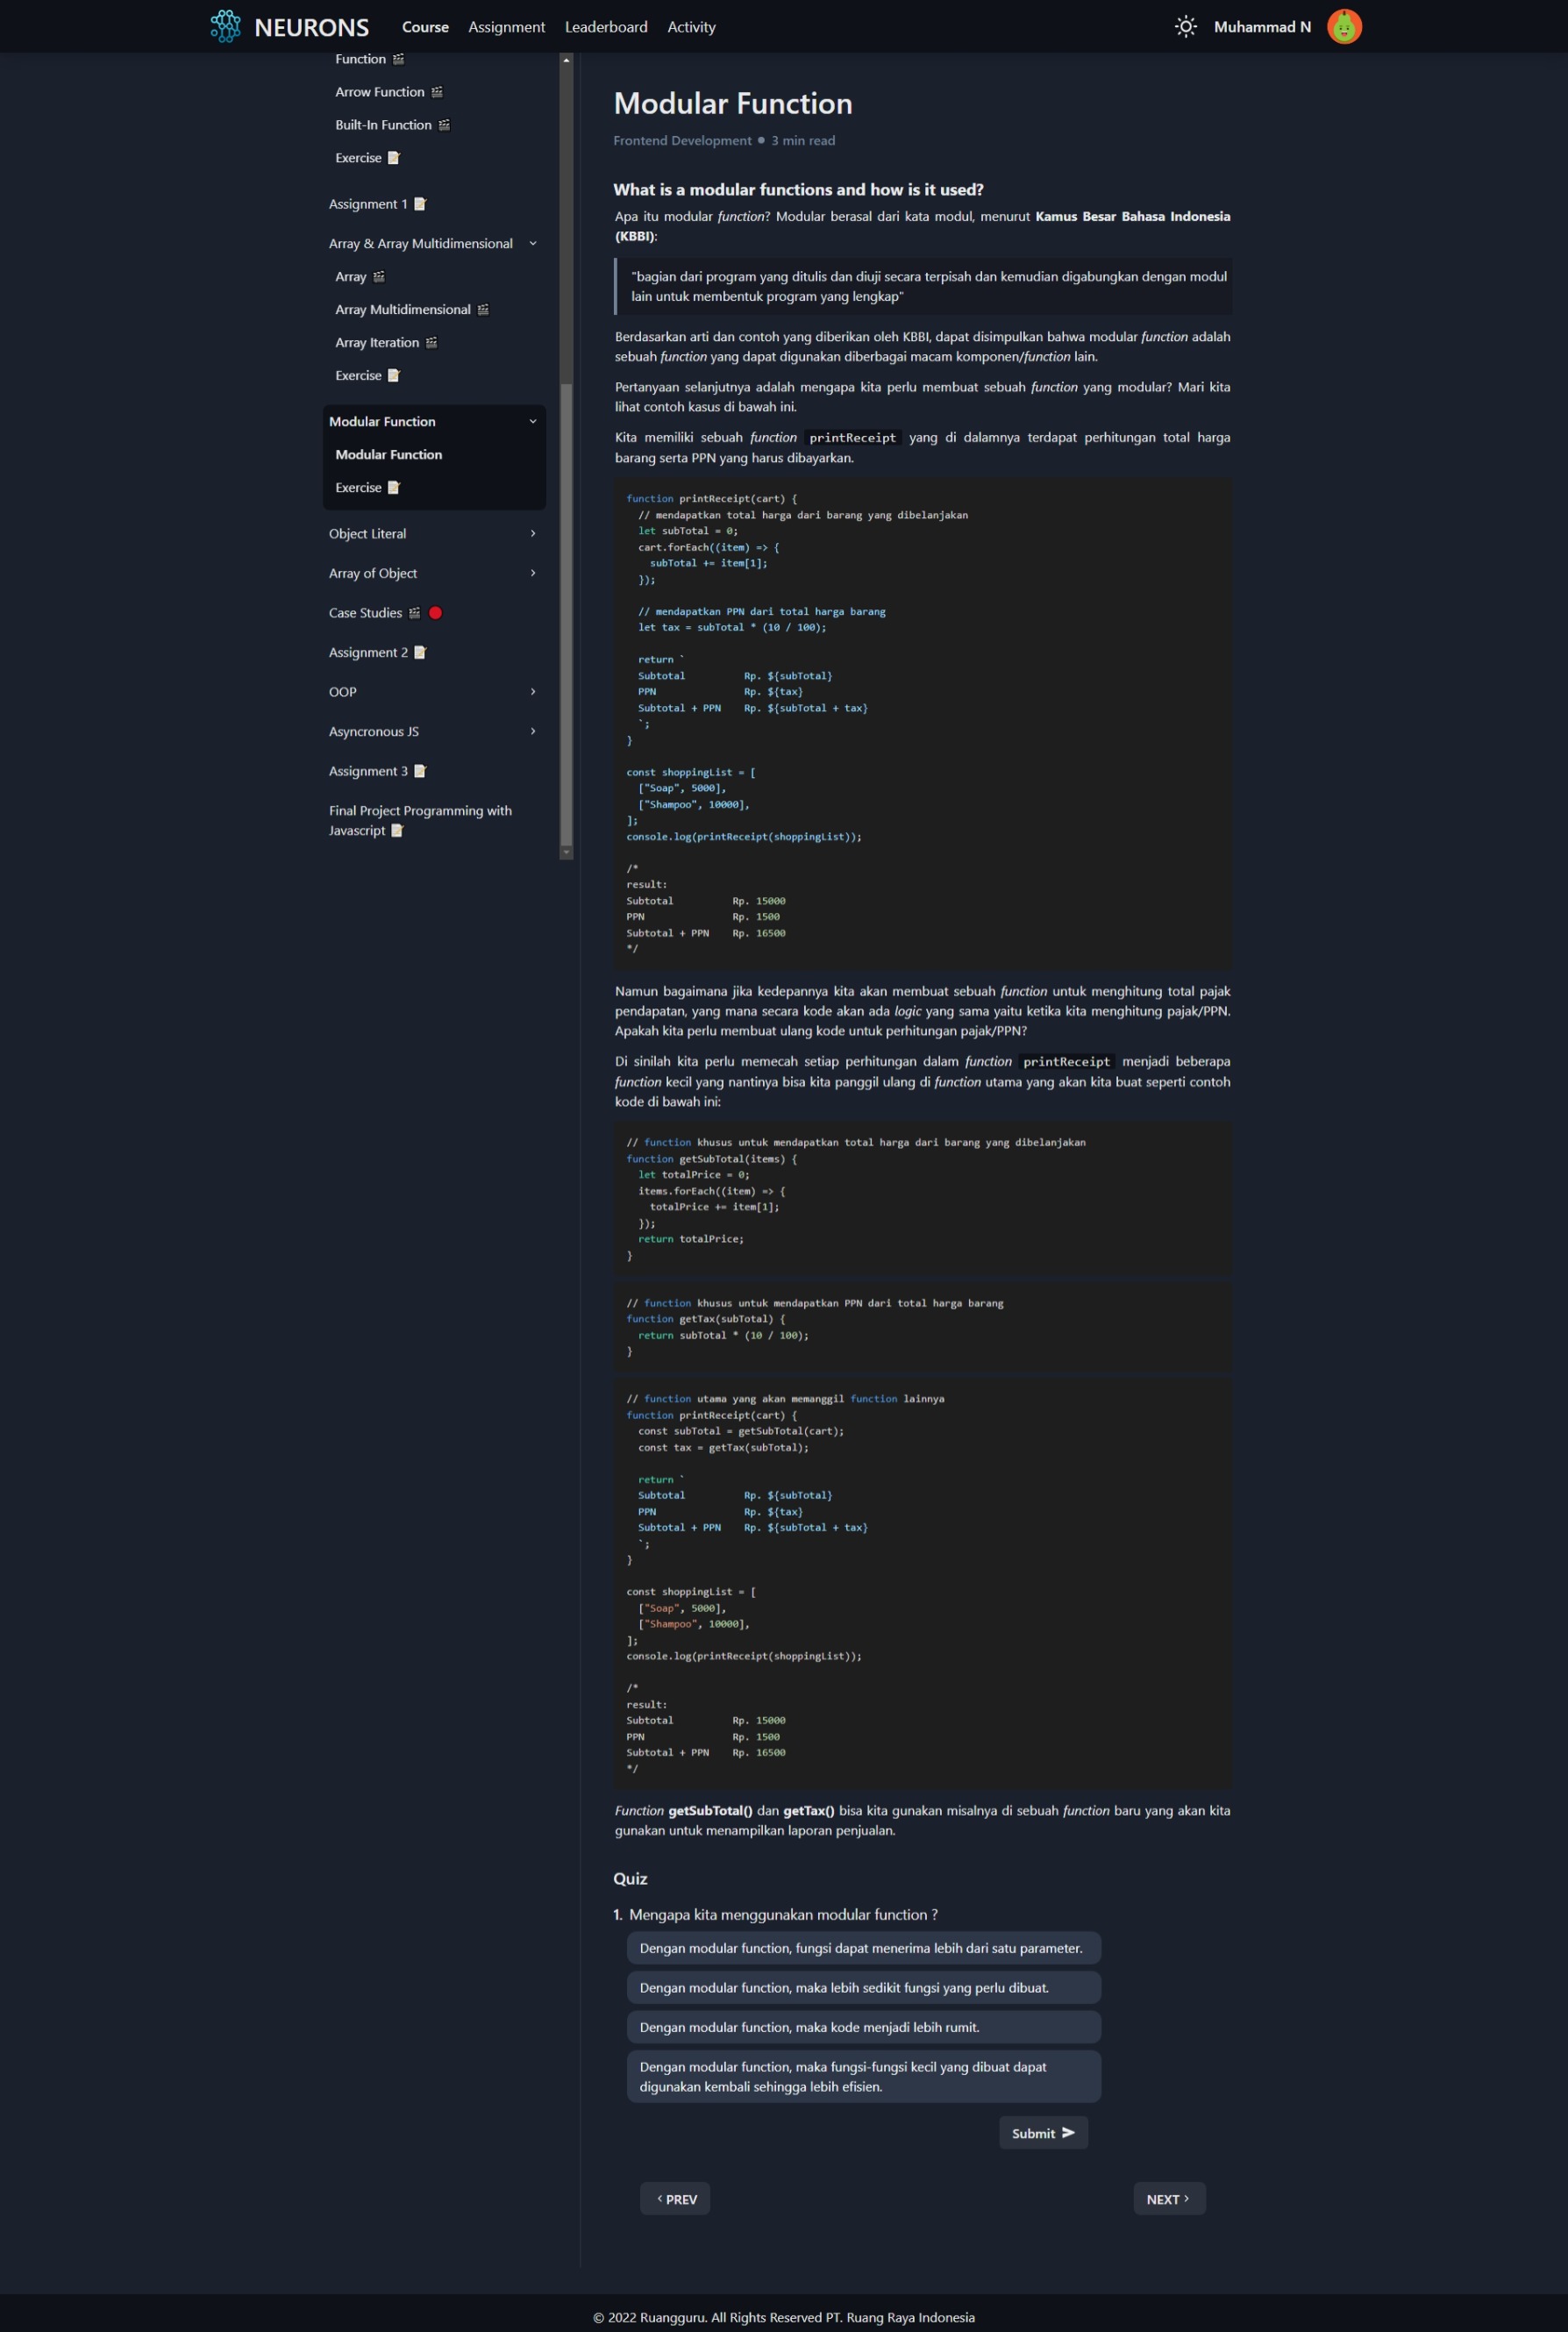 NEURONS Course Assignment Leaderboard Activity Muhammad N
Function
Arrow Function
Built-In Function
Exercise
Assignment 1
Array & Array Multidimensional
Array
Array Multidimensional
Array Iteration
Exercise
Modular Function
Modular Function
Exercise
Object Literal
Array of Object
Case Studies
Assignment 2
OOP
Asyncronous JS
Assignment 3
Final Project Programming with
Javascript
Modular Function
Frontend Development ● 3 min read
What is a modular functions and how is it used?
Apa itu modular function? Modular berasal dari kata modul, menurut Kamus Besar Bahasa Indonesia
(KBBI):
"bagian dari program yang ditulis dan diuji secara terpisah dan kemudian digabungkan dengan modul
lain untuk membentuk program yang lengkap"
Berdasarkan arti dan contoh yang diberikan oleh KBBI, dapat disimpulkan bahwa modular function adalah
sebuah function yang dapat digunakan diberbagai macam komponen/function lain.
Pertanyaan selanjutnya adalah mengapa kita perlu membuat sebuah function yang modular? Mari kita
lihat contoh kasus di bawah ini.
Kita memiliki sebuah function printReceipt yang di dalamnya terdapat perhitungan total harga
barang serta PPN yang harus dibayarkan.
function printReceipt(cart) {
  // mendapatkan total harga dari barang yang dibelanjakan
  let subTotal = 0;
  cart.forEach((item) => {
    subTotal += item[1];
  });
  // mendapatkan PPN dari total harga barang
  let tax = subTotal * (10 / 100);
  return `
  Subtotal          Rp. ${subTotal}
  PPN               Rp. ${tax}
  Subtotal + PPN    Rp. ${subTotal + tax}
  `;
}
const shoppingList = [
  ["Soap", 5000],
  ["Shampoo", 10000],
];
console.log(printReceipt(shoppingList));
/*
result:
Subtotal          Rp. 15000
PPN               Rp. 1500
Subtotal + PPN    Rp. 16500
*/
Namun bagaimana jika kedepannya kita akan membuat sebuah function untuk menghitung total pajak
pendapatan, yang mana secara kode akan ada logic yang sama yaitu ketika kita menghitung pajak/PPN.
Apakah kita perlu membuat ulang kode untuk perhitungan pajak/PPN?
Di sinilah kita perlu memecah setiap perhitungan dalam function printReceipt menjadi beberapa
function kecil yang nantinya bisa kita panggil ulang di function utama yang akan kita buat seperti contoh
kode di bawah ini:
// function khusus untuk mendapatkan total harga dari barang yang dibelanjakan
function getSubTotal(items) {
  let totalPrice = 0;
  items.forEach((item) => {
    totalPrice += item[1];
  });
  return totalPrice;
}
// function khusus untuk mendapatkan PPN dari total harga barang
function getTax(subTotal) {
  return subTotal * (10 / 100);
}
// function utama yang akan memanggil function lainnya
function printReceipt(cart) {
  const subTotal = getSubTotal(cart);
  const tax = getTax(subTotal);
  return `
  Subtotal          Rp. ${subTotal}
  PPN               Rp. ${tax}
  Subtotal + PPN    Rp. ${subTotal + tax}
  `;
}
const shoppingList = [
  ["Soap", 5000],
  ["Shampoo", 10000],
];
console.log(printReceipt(shoppingList));
/*
result:
Subtotal          Rp. 15000
PPN               Rp. 1500
Subtotal + PPN    Rp. 16500
*/
Function getSubTotal() dan getTax() bisa kita gunakan misalnya di sebuah function baru yang akan kita
gunakan untuk menampilkan laporan penjualan.
Quiz
1. Mengapa kita menggunakan modular function ?
Dengan modular function, fungsi dapat menerima lebih dari satu parameter.
Dengan modular function, maka lebih sedikit fungsi yang perlu dibuat.
Dengan modular function, maka kode menjadi lebih rumit.
Dengan modular function, maka fungsi-fungsi kecil yang dibuat dapat
digunakan kembali sehingga lebih efisien.
Submit
‹ PREV NEXT ›
© 2022 Ruangguru. All Rights Reserved PT. Ruang Raya Indonesia